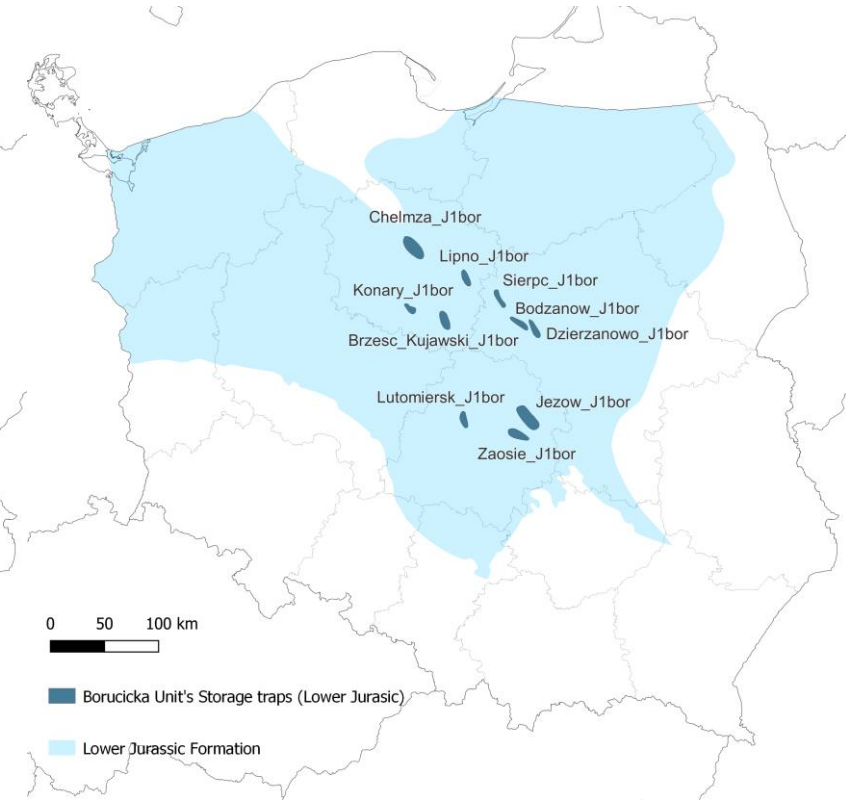 Chelmza_J1bor
Lipno_J1bor
Sierpc_J1bor
Konary_J1bor
Bodzanow_J1bor
Dzierzanowo_J1bor
Brzesc_Kujawski_J1bor
Lutomiersk_J1bor
Jezow_J1bor
Zaosie_J1bor
0 50 100 km
Borucicka Unit's Storage traps (Lower Jurasic)
Lower Jurassic Formation